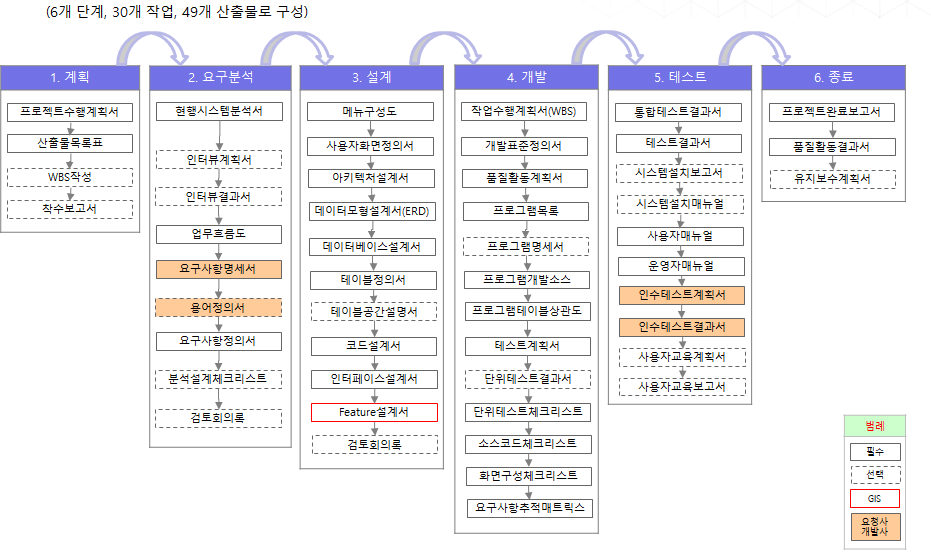 (6개 단계, 30개 작업, 49개 산출물로 구성)
1. 계획
프로젝트수행계획서
산출물목록표
WBS작성
착수보고서
2. 요구분석
현행시스템분석서
인터뷰계획서
인터뷰결과서
업무흐름도
요구사항명세서
용어정의서
요구사항정의서
분석설계체크리스트
검토회의록
3. 설계
메뉴구성도
사용자화면정의서
아키텍처설계서
데이터모형설계서(ERD)
데이터베이스설계서
테이블정의서
테이블공간설명서
코드설계서
인터페이스설계서
Feature설계서
검토회의록
4. 개발
작업수행계획서(WBS)
개발표준정의서
품질활동계획서
프로그램목록
프로그램명세서
프로그램개발소스
프로그램테이블상관도
테스트계획서
단위테스트결과서
단위테스트체크리스트
소스코드체크리스트
화면구성체크리스트
요구사항추적매트릭스
5. 테스트
통합테스트결과서
테스트결과서
시스템설치보고서
시스템설치매뉴얼
사용자매뉴얼
운영자매뉴얼
인수테스트계획서
인수테스트결과서
사용자교육계획서
사용자교육보고서
6. 종료
프로젝트완료보고서
품질활동결과서
유지보수계획서
범례
필수
선택
GIS
요청사
개발사